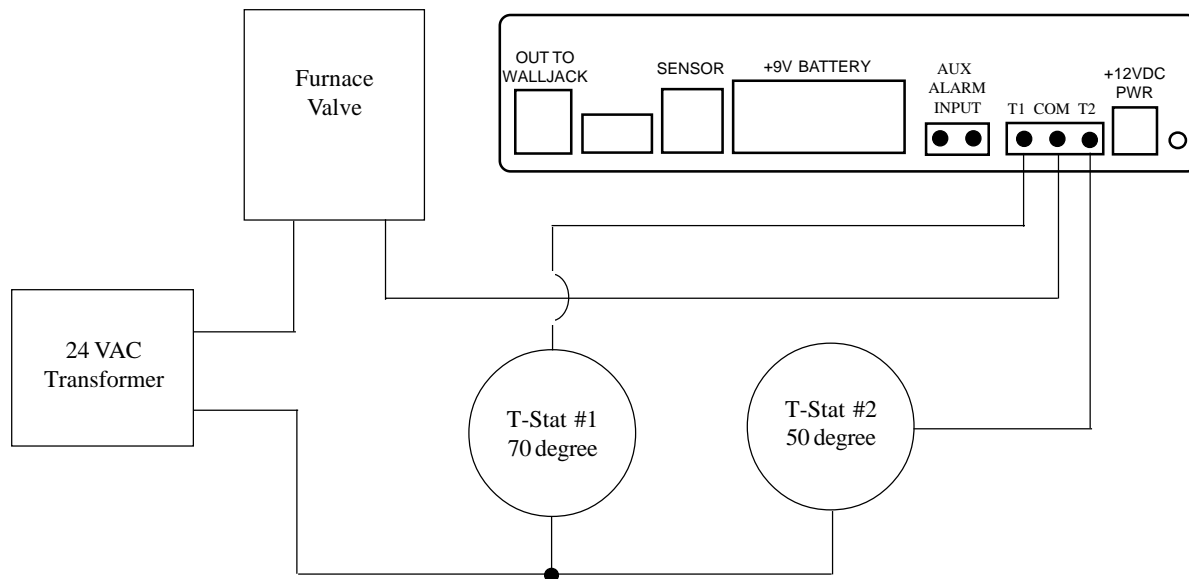 Furnace
Valve
OUT TO
WALLJACK
SENSOR
+9V BATTERY
AUX
ALARM
INPUT
T1 COM T2
+12VDC
PWR
24 VAC
Transformer
T-Stat #1
70 degree
T-Stat #2
50 degree